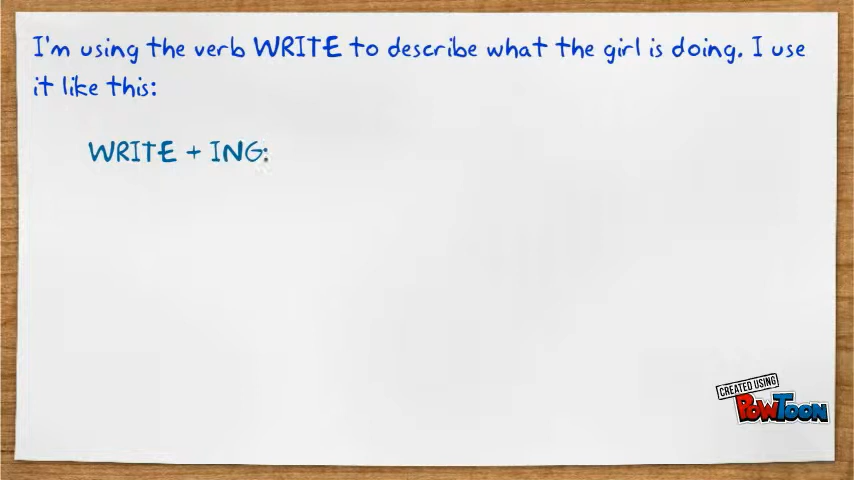 I'm using the verb WRITE to describe what the girl is doing. I use
it like this:
WRITE + ING:
CREATED USING
POWTOON